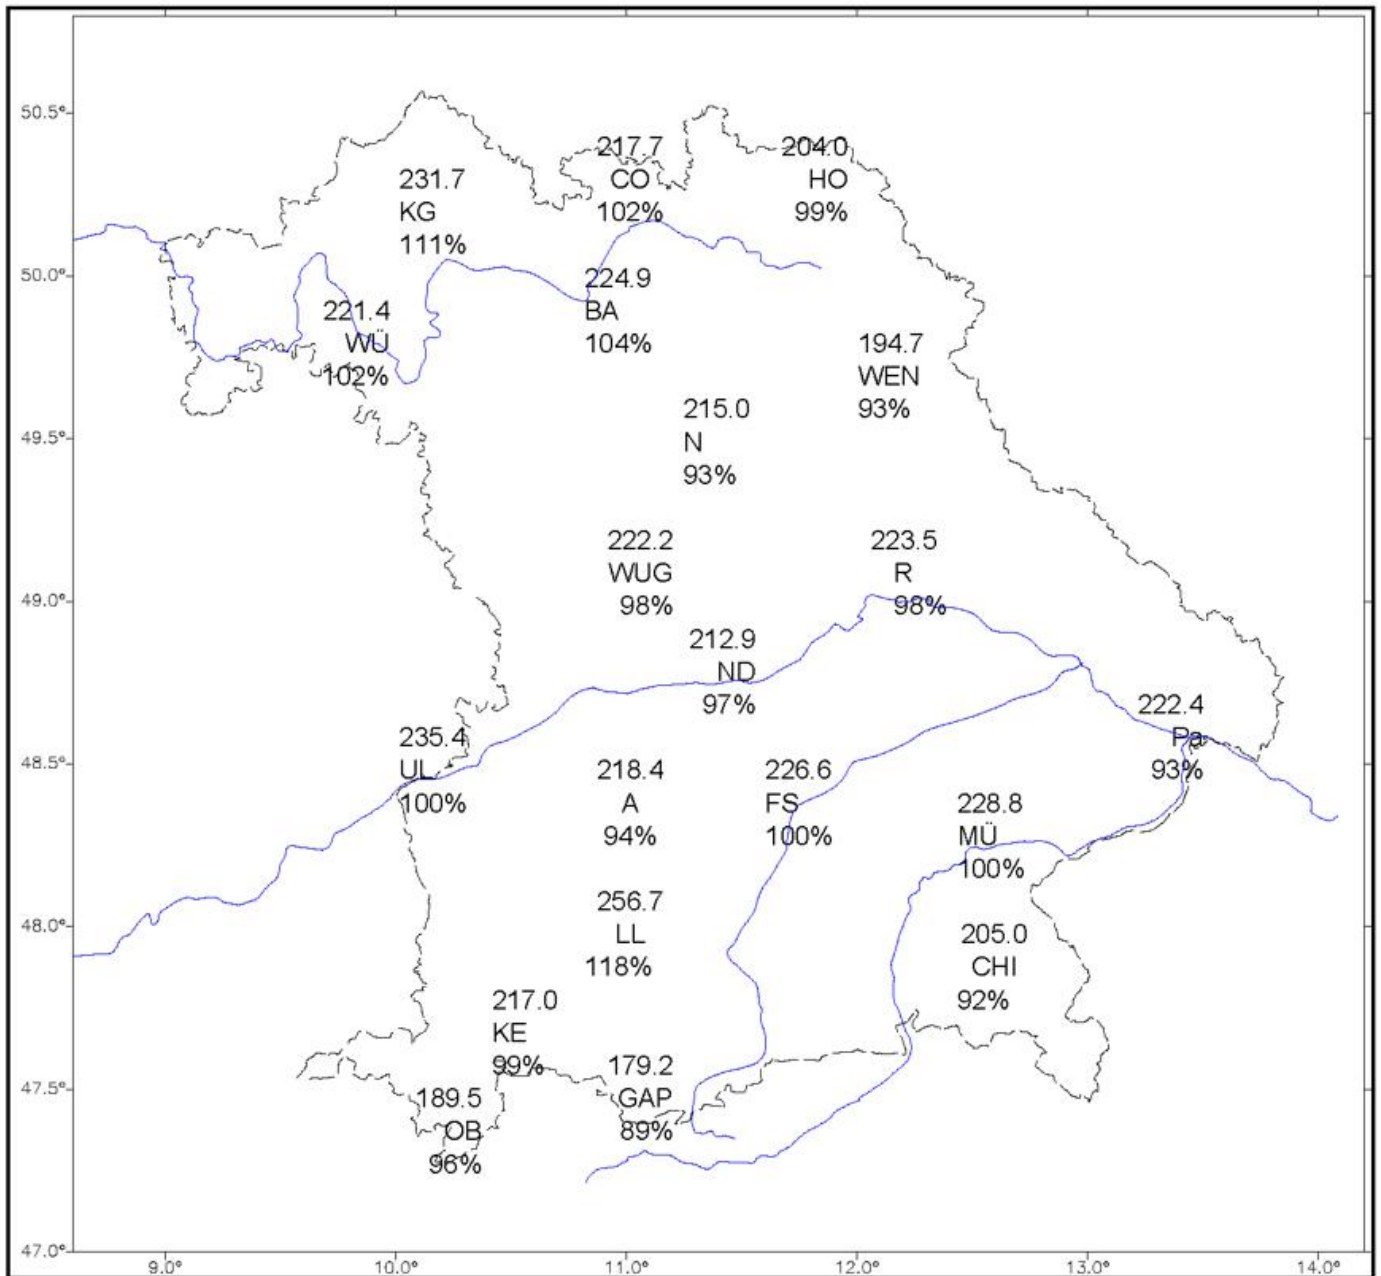 50.5°
217.7
204.0
CO
HO
231.7
102%
99%
KG
111%
50.0°
224.9
221.4
BA
WÜ
104%
194.7
102%
WEN
93%
215.0
49.5°
N
93%
222.2
223.5
WUG
R
49.0°
98%
98%
212.9
ND
97%
222.4
235.4
Pa
48.5°
UL
218.4
226.6
93%
100%
A
FS
228.8
94%
100%
MÜ
100%
256.7
48.0°
LL
205.0
118%
CHI
217.0
92%
KE
99%
179.2
47.5°
189.5
GAP
OB
89%
96%
47.0°
9.0°
10.0°
11.0°
12.0°
13.0°
14.0°